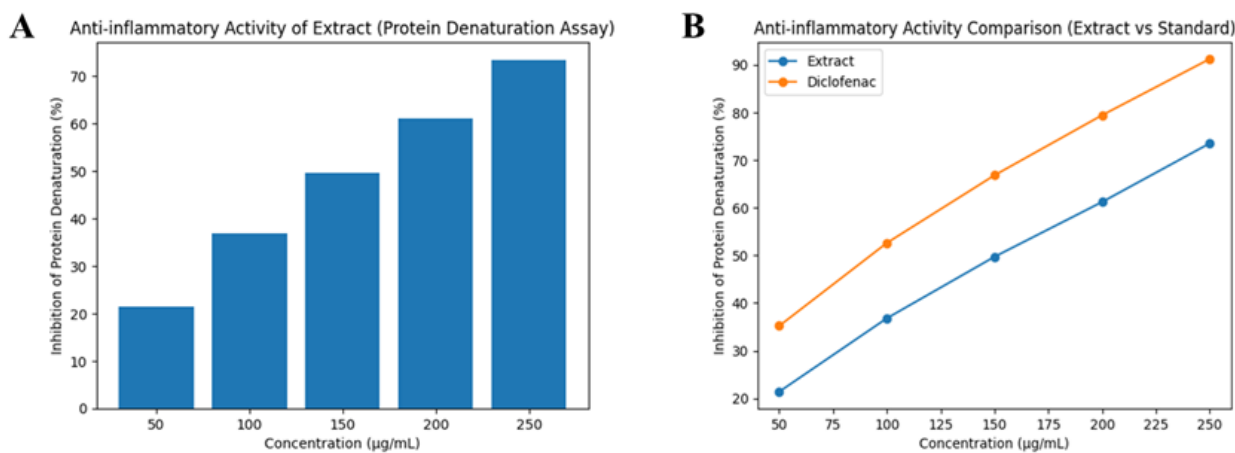 A
Anti-inflammatory Activity of Extract (Protein Denaturation Assay)
Inhibition of Protein Denaturation (%)
70
60
50
40
30
20
10
0
50 100 150 200 250
Concentration (µg/mL)
B
Anti-inflammatory Activity Comparison (Extract vs Standard)
Extract
Diclofenac
Inhibition of Protein Denaturation (%)
90
80
70
60
50
40
30
20
50 75 100 125 150 175 200 225 250
Concentration (µg/mL)